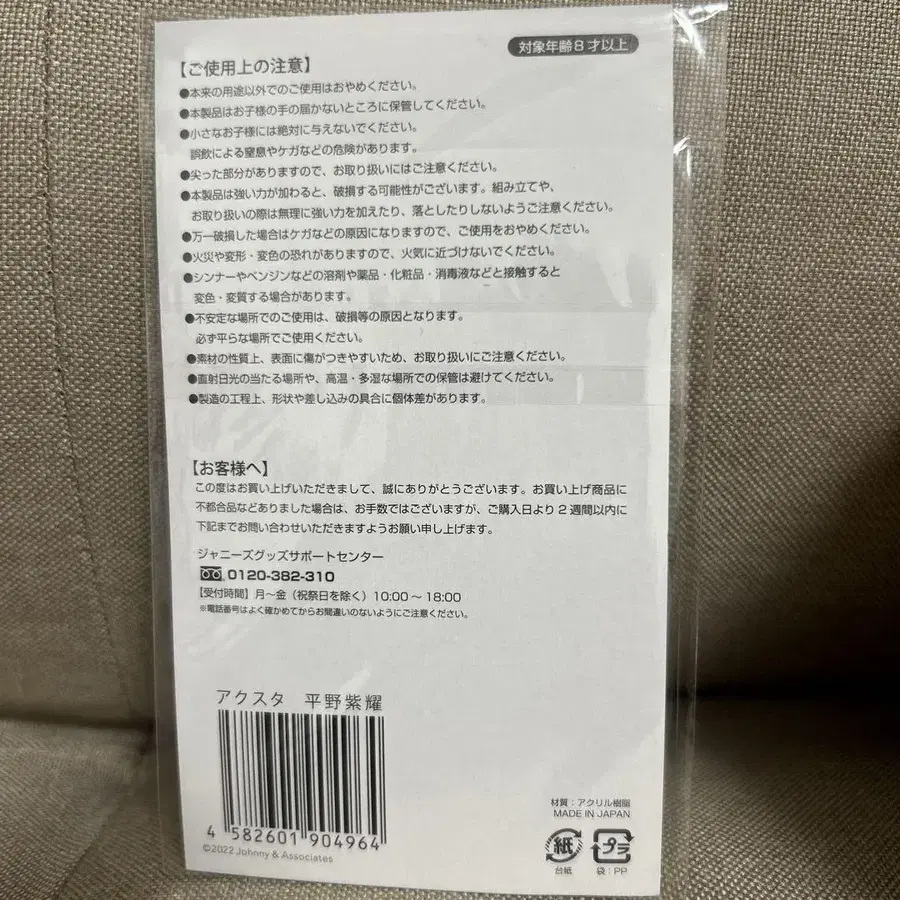 対象年齢8才以上
【ご使用上の注意】
●本来の用途以外でのご使用はおやめください。
●本製品はお子様の手の届かないところに保管してください。
●小さなお子様には絶対に与えないでください。
誤飲による窒息やケガなどの危険があります。
●尖った部分がありますので、お取り扱いにはご注意ください。
●本製品は強い力が加わると、破損する可能性がございます。組み立てや、
お取り扱いの際は無理に強い力を加えたり、落としたりしないようご注意ください。
●万一破損した場合はケガなどの原因になりますので、ご使用をおやめください。
●火災や変形・変色の恐れがありますので、火気に近づけないでください。
●シンナーやベンジンなどの溶剤や薬品・化粧品・消毒液などと接触すると
変色・変質する場合があります。
●不安定な場所でのご使用は、破損等の原因となります。
必ず平らな場所でご使用ください。
●素材の性質上、表面に傷がつきやすいため、お取り扱いにご注意ください。
●直射日光の当たる場所や、高温・多湿な場所での保管は避けてください。
●製造の工程上、形状や差し込みの具合に個体差があります。
【お客様へ】
この度はお買い上げいただきまして、誠にありがとうございます。お買い上げ商品に
不都合品などありました場合は、お手数ではございますが、ご購入日より2週間以内に
下記までお問い合わせいただきますようお願い申し上げます。
ジャニーズグッズサポートセンター
0120-382-310
【受付時間】月〜金（祝祭日を除く）10:00〜18:00
※電話番号はよく確かめてからお間違いのないようにご注意ください。
アクスタ 平野紫耀
4 582601 904964
©2022 Johnny & Associates
材質：アクリル樹脂
MADE IN JAPAN
紙 プラ
台紙 袋：PP